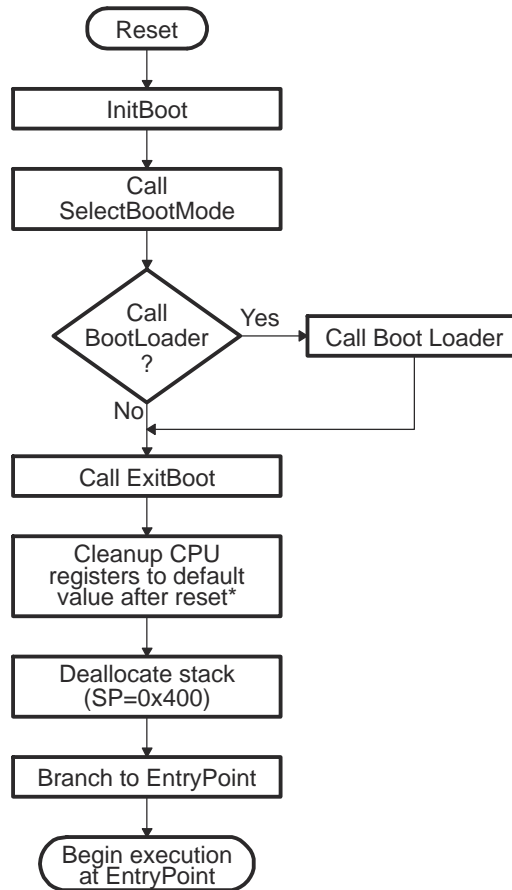 Reset
InitBoot
Call
SelectBootMode
Call
BootLoader
?
Yes
Call Boot Loader
No
Call ExitBoot
Cleanup CPU
registers to default
value after reset*
Deallocate stack
(SP=0x400)
Branch to EntryPoint
Begin execution
at EntryPoint